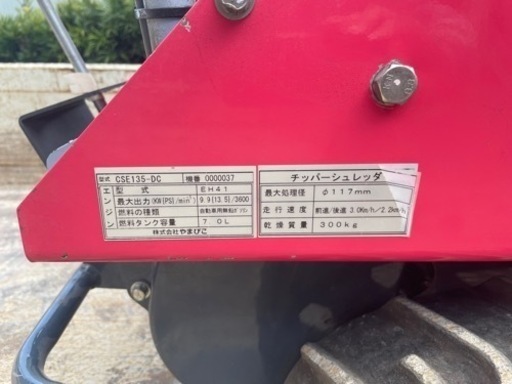 型式 CSE135-DC 機番 0000037
エンジン
型式 EH41
最大出力(KW[PS]/min⁻¹) 9.9[13.5]/3600
燃料の種類 自動車用無鉛ガソリン
燃料タンク容量 7.0L
株式会社やまびこ
チッパーシュレッダ
最大処理径 φ117mm
走行速度 前進/後進 3.0Km/h／2.2km/h
乾燥質量 300kg